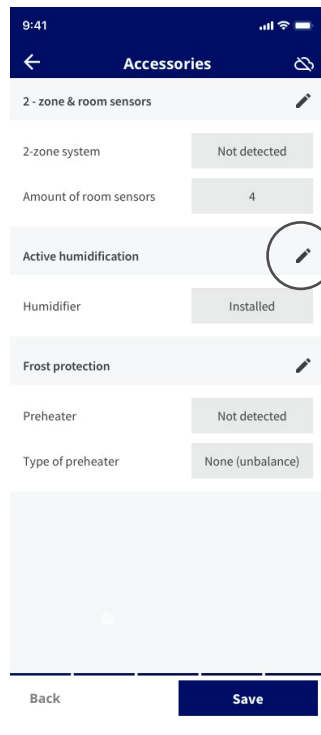 9:41
Accessories
2 - zone & room sensors
2-zone system Not detected
Amount of room sensors 4
Active humidification
Humidifier Installed
Frost protection
Preheater Not detected
Type of preheater None (unbalance)
Back Save